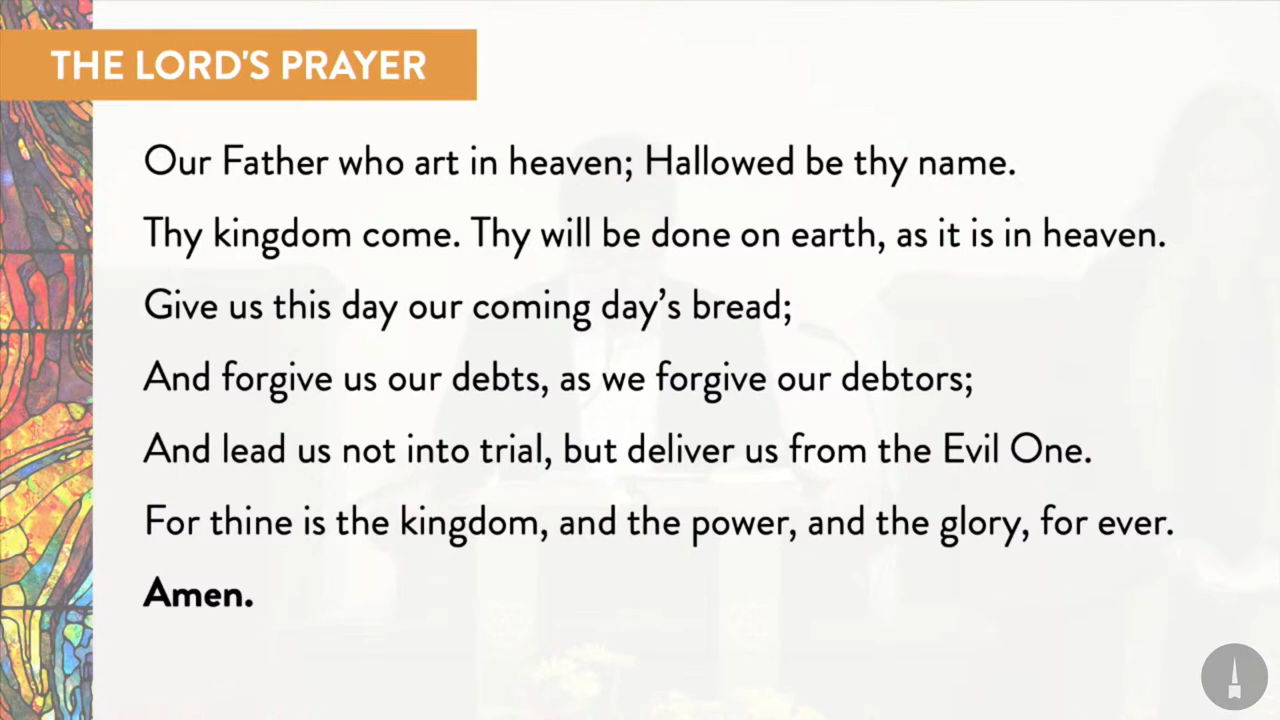 THE LORD'S PRAYER
Our Father who art in heaven; Hallowed be thy name.
Thy kingdom come. Thy will be done on earth, as it is in heaven.
Give us this day our coming day’s bread;
And forgive us our debts, as we forgive our debtors;
And lead us not into trial, but deliver us from the Evil One.
For thine is the kingdom, and the power, and the glory, for ever.
Amen.